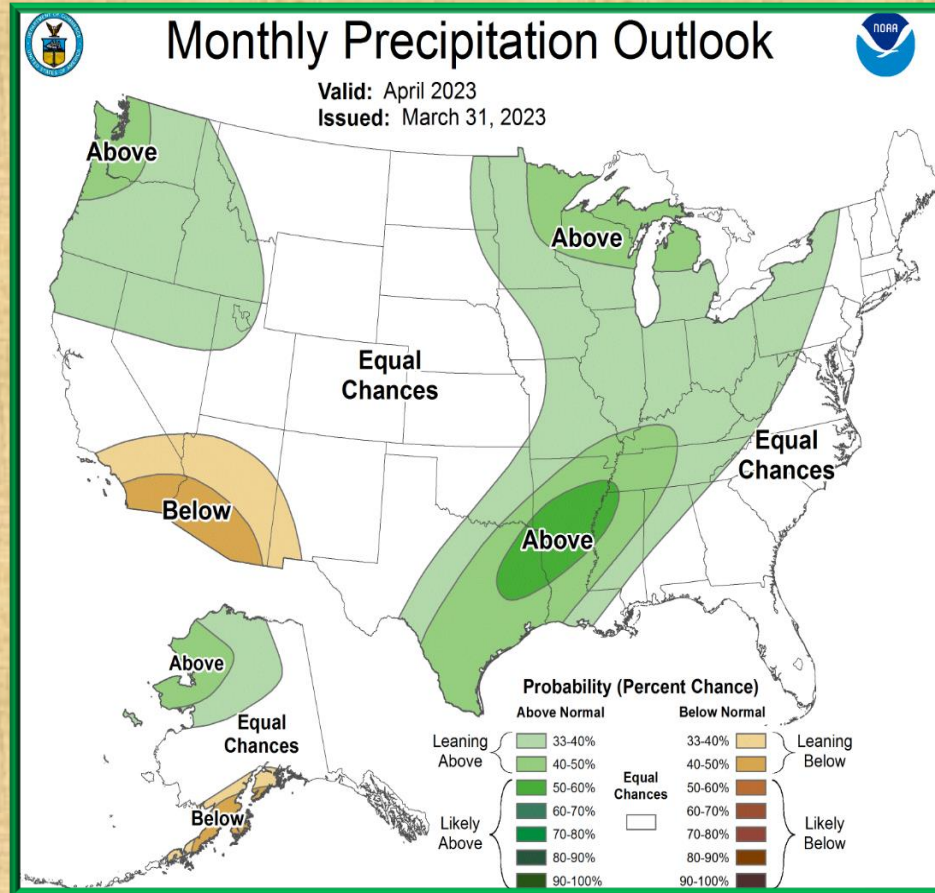 Monthly Precipitation Outlook
NOAA
Valid: April 2023
Issued: March 31, 2023
Above
Above
Equal
Chances
Equal
Chances
Below
Above
Above
Equal
Chances
Below
Probability (Percent Chance)
Above Normal
Below Normal
Leaning
Above
33-40%
40-50%
50-60%
60-70%
70-80%
80-90%
90-100%
Likely
Above
Equal
Chances
33-40%
40-50%
50-60%
60-70%
70-80%
80-90%
90-100%
Leaning
Below
Likely
Below